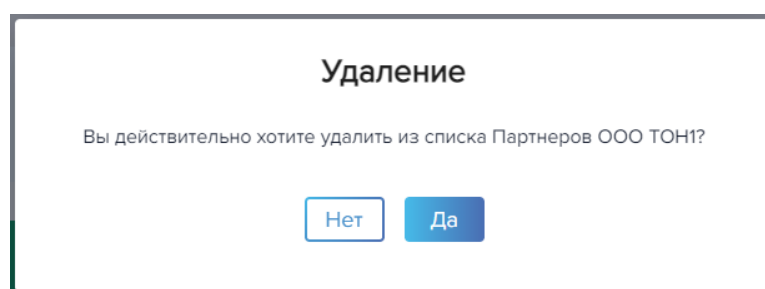 Удаление
Вы действительно хотите удалить из списка Партнеров ООО ТОН1?
Нет
Да